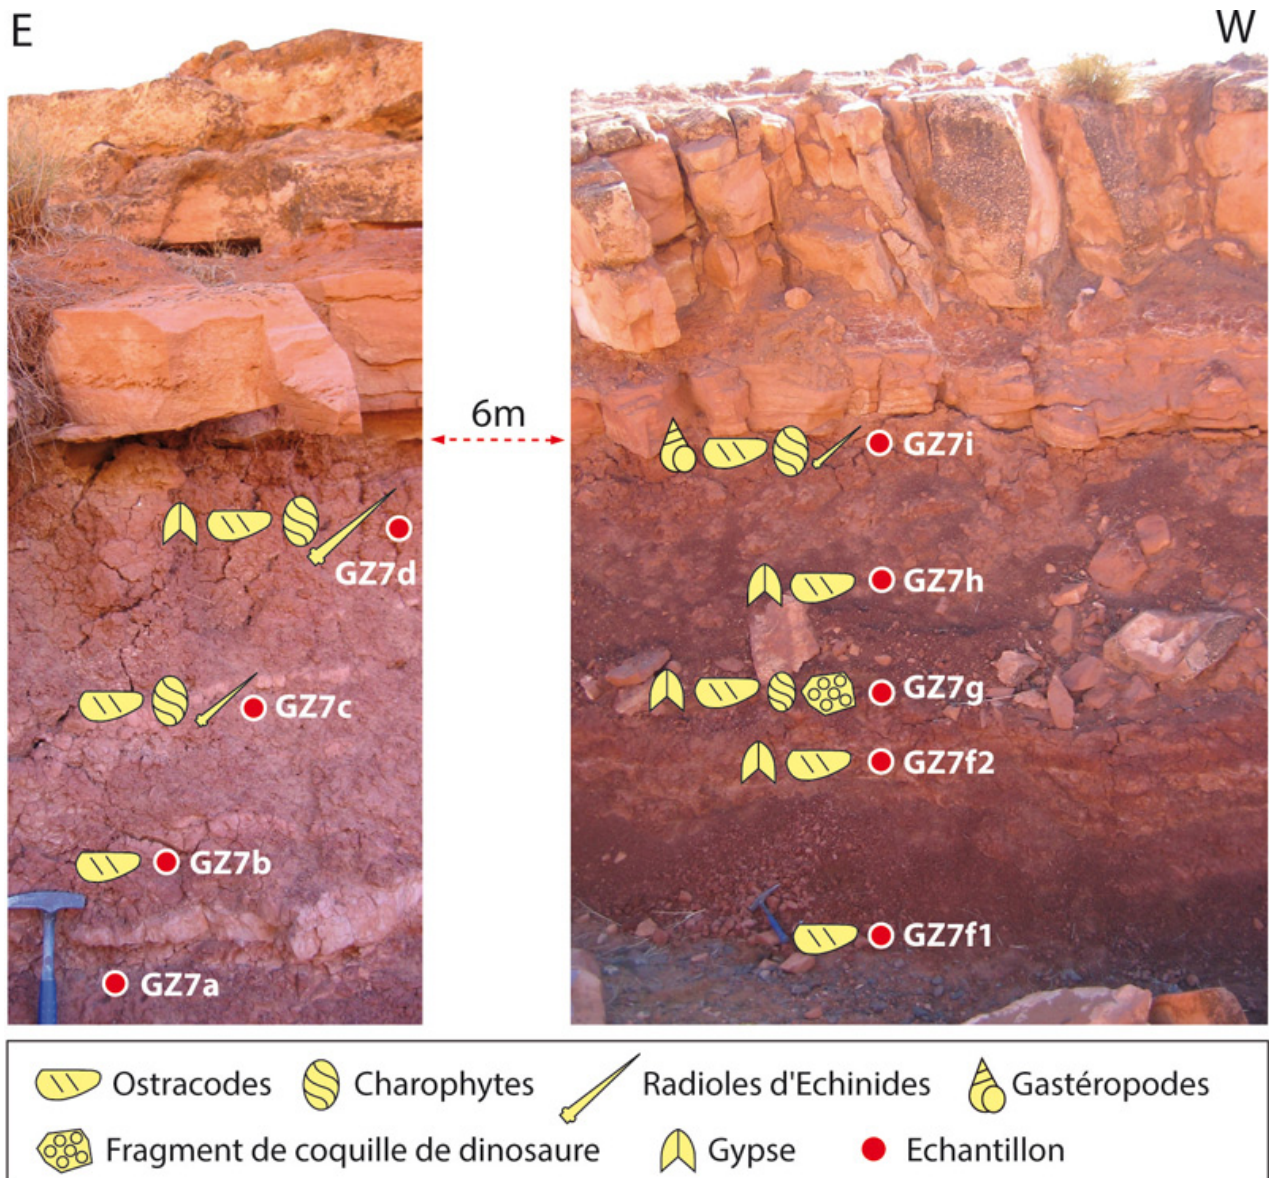 E
W
6m
GZ7i
GZ7d
GZ7h
GZ7c
GZ7g
GZ7f2
GZ7b
GZ7f1
GZ7a
Ostracodes Charophytes Radioles d'Echinides Gastéropodes
Fragment de coquille de dinosaure Gypse Echantillon